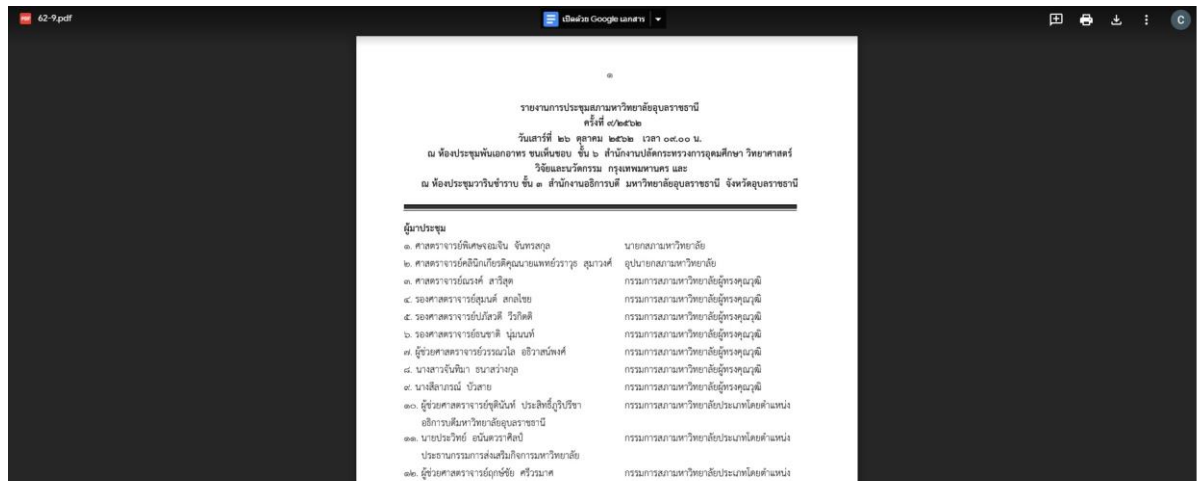 62-9.pdf
เปิดด้วย Google เอกสาร
C
๑
รายงานการประชุมสภามหาวิทยาลัยอุบลราชธานี
ครั้งที่ ๙/๒๕๖๒
วันเสาร์ที่ ๒๖ ตุลาคม ๒๕๖๒ เวลา ๐๙.๐๐ น.
ณ ห้องประชุมพันเอกอาทร ชนเห็นชอบ ชั้น ๖ สำนักงานปลัดกระทรวงการอุดมศึกษา วิทยาศาสตร์
วิจัยและนวัตกรรม กรุงเทพมหานคร และ
ณ ห้องประชุมวารินชำราบ ชั้น ๓ สำนักงานอธิการบดี มหาวิทยาลัยอุบลราชธานี จังหวัดอุบลราชธานี
ผู้มาประชุม
๑. ศาสตราจารย์พิเศษจอมจิน จันทรสกุล นายกสภามหาวิทยาลัย
๒. ศาสตราจารย์คลินิกเกียรติคุณนายแพทย์วราวุธ สุมาวงศ์ อุปนายกสภามหาวิทยาลัย
๓. ศาสตราจารย์ณรงค์ สาริสุต กรรมการสภามหาวิทยาลัยผู้ทรงคุณวุฒิ
๔. รองศาสตราจารย์สุมนต์ สกลไชย กรรมการสภามหาวิทยาลัยผู้ทรงคุณวุฒิ
๕. รองศาสตราจารย์ปภัสวดี วีรกิตติ กรรมการสภามหาวิทยาลัยผู้ทรงคุณวุฒิ
๖. รองศาสตราจารย์ธนชาติ นุ่มนนท์ กรรมการสภามหาวิทยาลัยผู้ทรงคุณวุฒิ
๗. ผู้ช่วยศาสตราจารย์วรรณวไล อธิวาสน์พงศ์ กรรมการสภามหาวิทยาลัยผู้ทรงคุณวุฒิ
๘. นางสาวจันทิมา ธนาสว่างกุล กรรมการสภามหาวิทยาลัยผู้ทรงคุณวุฒิ
๙. นางสีลาภรณ์ บัวสาย กรรมการสภามหาวิทยาลัยผู้ทรงคุณวุฒิ
๑๐. ผู้ช่วยศาสตราจารย์ชุตินันท์ ประสิทธิ์ภูริปรีชา กรรมการสภามหาวิทยาลัยประเภทโดยตำแหน่ง
อธิการบดีมหาวิทยาลัยอุบลราชธานี
๑๑. นายประวิทย์ อนันตวราศิลป์ กรรมการสภามหาวิทยาลัยประเภทโดยตำแหน่ง
ประธานกรรมการส่งเสริมกิจการมหาวิทยาลัย
๑๒. ผู้ช่วยศาสตราจารย์ฤกษ์ชัย ศรีวรมาศ กรรมการสภามหาวิทยาลัยประเภทโดยตำแหน่ง